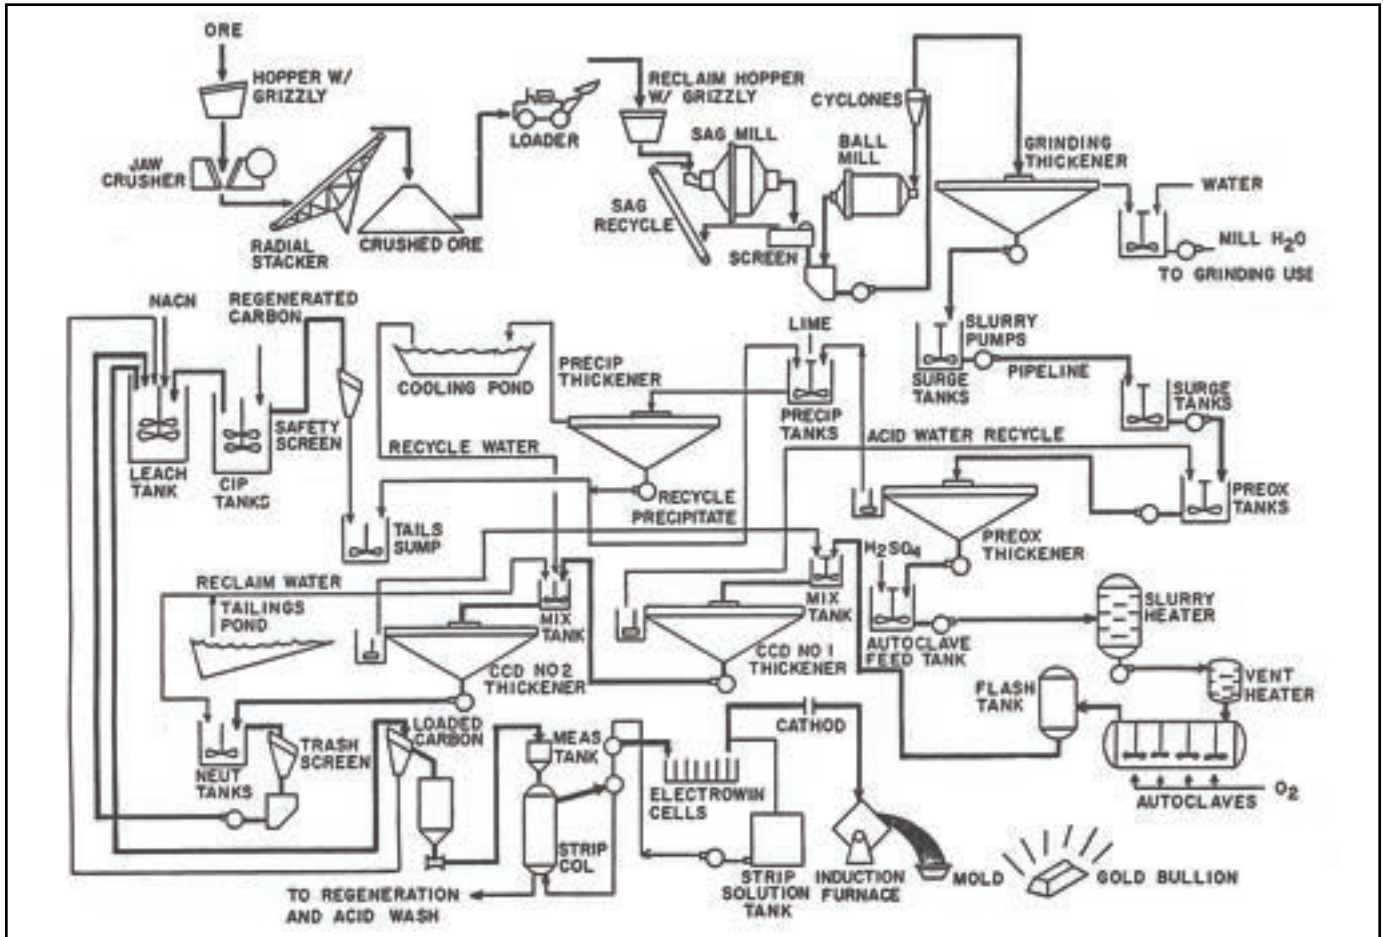 ORE
HOPPER W/
GRIZZLY
JAW
CRUSHER
RADIAL
STACKER
CRUSHED ORE
LOADER
RECLAIM HOPPER
W/ GRIZZLY
SAG MILL
SAG
RECYCLE
SCREEN
BALL
MILL
CYCLONES
GRINDING
THICKENER
WATER
MILL H2O
TO GRINDING USE
NACN
REGENERATED
CARBON
LEACH
TANK
CIP
TANKS
SAFETY
SCREEN
COOLING POND
PRECIP
THICKENER
RECYCLE WATER
RECYCLE
PRECIPITATE
TAILS
SUMP
LIME
PRECIP
TANKS
SURGE
TANKS
SLURRY
PUMPS
PIPELINE
SURGE
TANKS
ACID WATER RECYCLE
PREOX
TANKS
PREOX
THICKENER
H2SO4
AUTOCLAVE
FEED TANK
SLURRY
HEATER
VENT
HEATER
FLASH
TANK
AUTOCLAVES
O2
RECLAIM WATER
TAILINGS
POND
MIX
TANK
CCD NO 2
THICKENER
MIX
TANK
CCD NO 1
THICKENER
NEUT
TANKS
TRASH
SCREEN
LOADED
CARBON
MEAS
TANK
STRIP
COL
TO REGENERATION
AND ACID WASH
ELECTROWIN
CELLS
CATHOD
STRIP
SOLUTION
TANK
INDUCTION
FURNACE
MOLD
GOLD BULLION